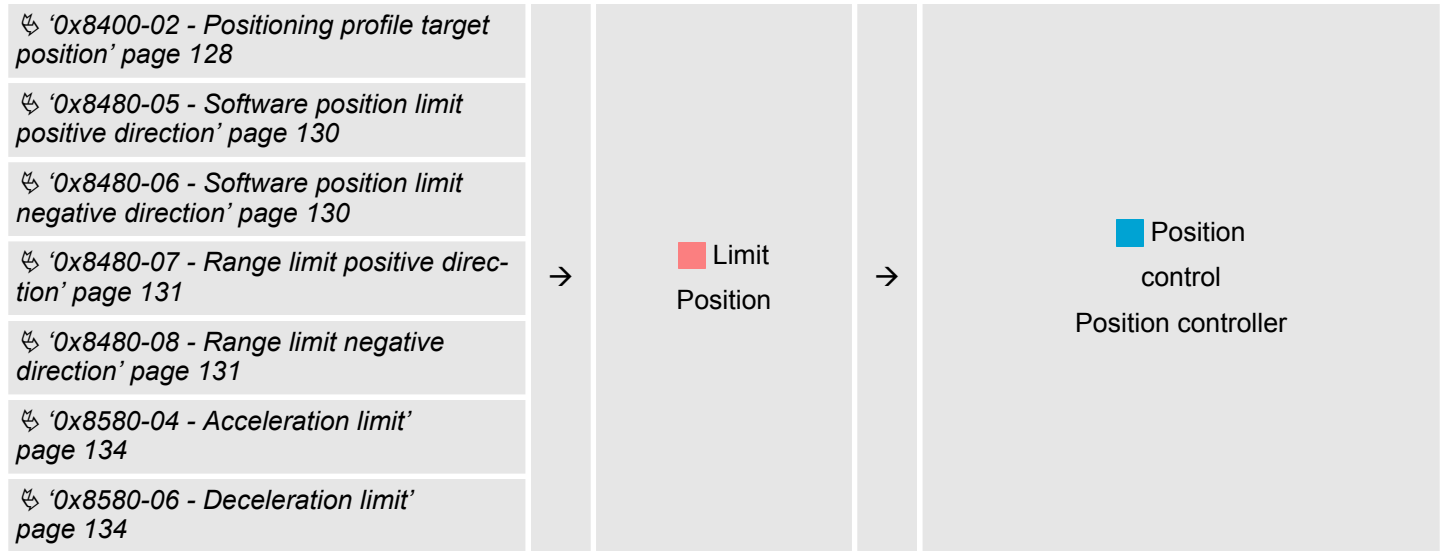 ↳ ‘0x8400-02 - Positioning profile target
position’ page 128
↳ ‘0x8480-05 - Software position limit
positive direction’ page 130
↳ ‘0x8480-06 - Software position limit
negative direction’ page 130
↳ ‘0x8480-07 - Range limit positive direc-
tion’ page 131
↳ ‘0x8480-08 - Range limit negative
direction’ page 131
↳ ‘0x8580-04 - Acceleration limit’
page 134
↳ ‘0x8580-06 - Deceleration limit’
page 134
→
Limit
Position
→
Position
control
Position controller